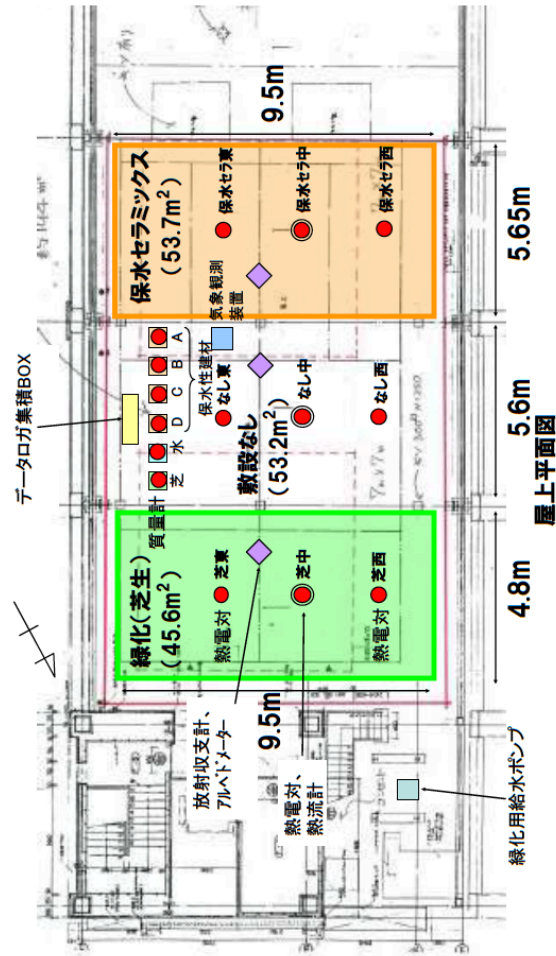 データロガ集積BOX
保水セラミックス
(53.7m²)
9.5m
保水セラ東
保水セラ中
保水セラ西
5.65m
気象観測
装置
A
B
C
D
水
芝
保水性建材
質量計
なし東
なし中
なし西
敷設なし
(53.2m²)
5.6m
緑化(芝生)
(45.6m²)
熱電対
芝東
芝中
熱電対
芝西
4.8m
9.5m
放射収支計、
アルベドメーター
熱電対、
熱流計
緑化用給水ポンプ
屋上平面図
コンセント